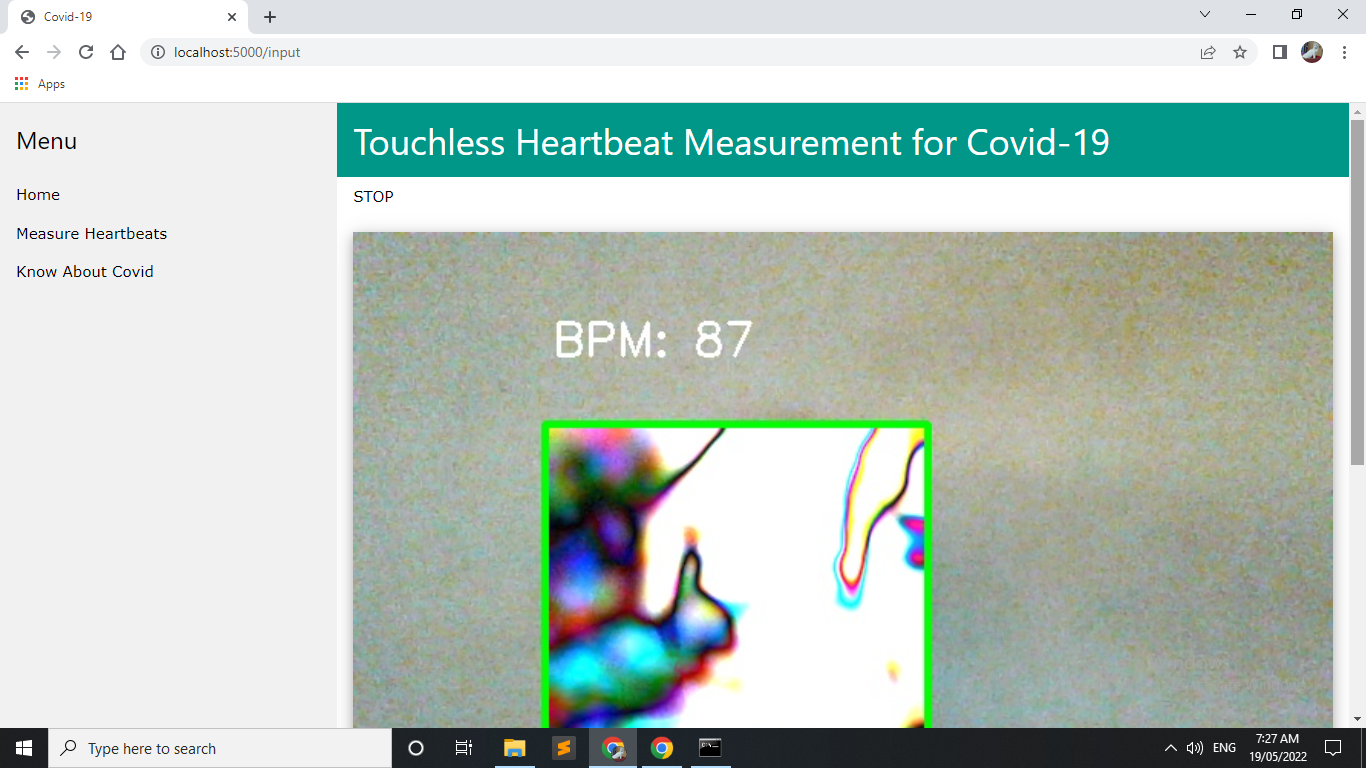 Covid-19
localhost:5000/input
Apps
Menu
Home
Measure Heartbeats
Know About Covid
Touchless Heartbeat Measurement for Covid-19
STOP
BPM: 87
Type here to search
ENG
7:27 AM
19/05/2022